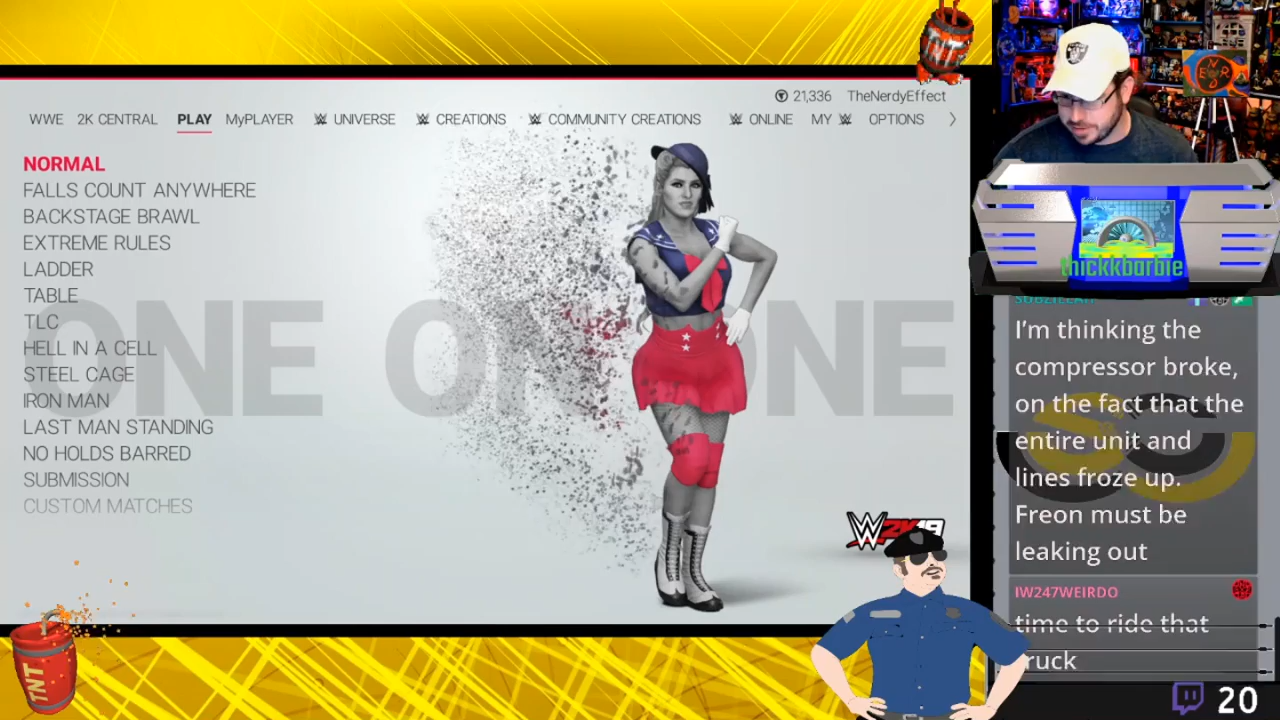 21,336 TheNerdyEffect
WWE 2K CENTRAL PLAY MyPLAYER UNIVERSE CREATIONS COMMUNITY CREATIONS ONLINE MY OPTIONS
NORMAL
FALLS COUNT ANYWHERE
BACKSTAGE BRAWL
EXTREME RULES
LADDER
TABLE
TLC
HELL IN A CELL
STEEL CAGE
IRON MAN
LAST MAN STANDING
NO HOLDS BARRED
SUBMISSION
CUSTOM MATCHES
ONE ON ONE
2K19
TNT
thickkbarbie
I'm thinking the
compressor broke,
on the fact that the
entire unit and
lines froze up.
Freon must be
leaking out
IW247WEIRDO
time to ride that
20